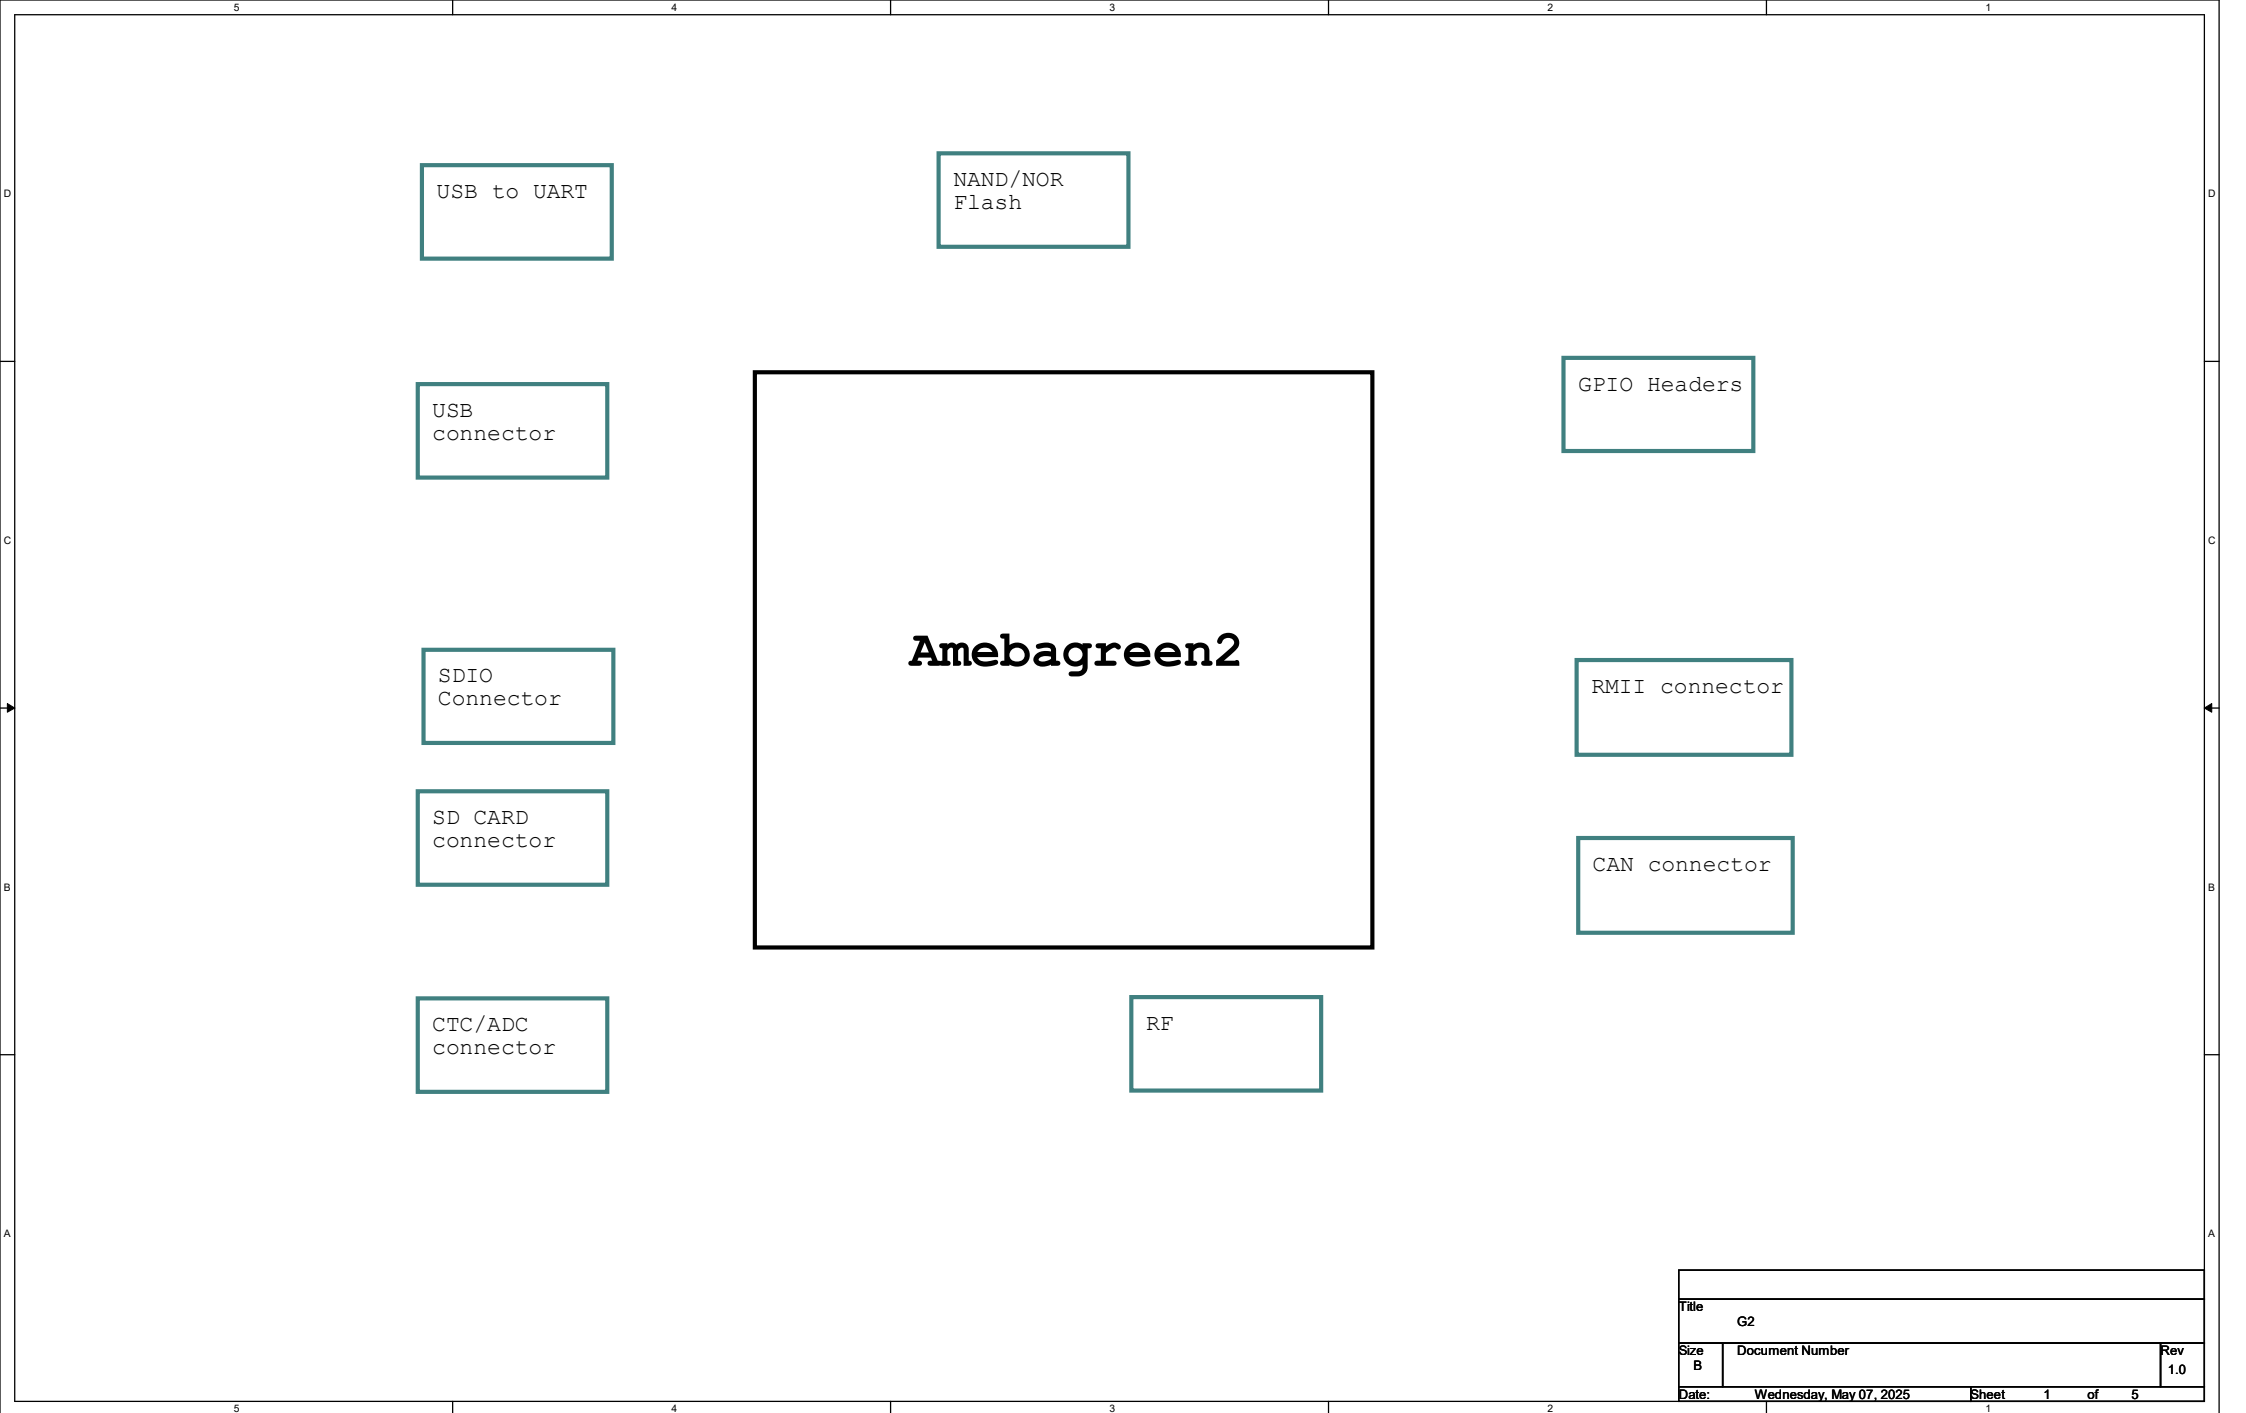 5 4 3 2 1
D D
USB to UART
NAND/NOR
Flash
GPIO Headers
USB
connector
C C
Amebagreen2
SDIO
Connector
RMII connector
SD CARD
connector
CAN connector
B B
CTC/ADC
connector
RF
A A
Title
G2
Size Document Number Rev
B 1.0
Date: Wednesday, May 07, 2025 Sheet 1 of 5
5 4 3 2 1